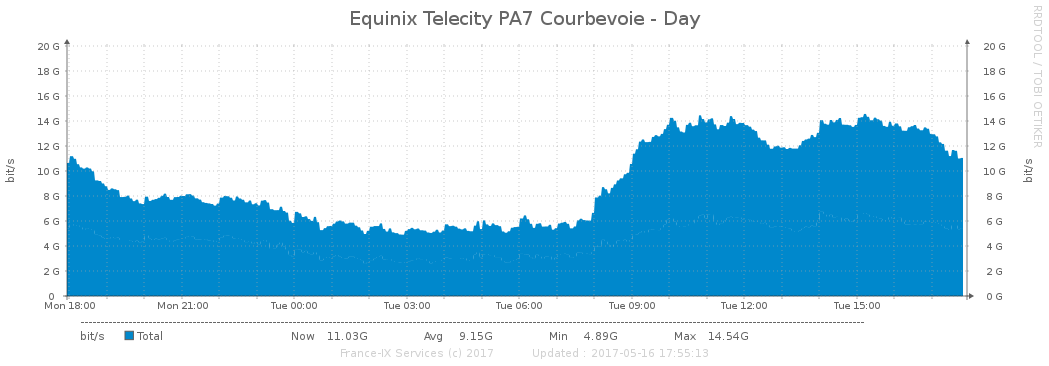 Equinix Telecity PA7 Courbevoie - Day
RRDTOOL / TOBI OETIKER
bit/s
bit/s
20 G 20 G
18 G 18 G
16 G 16 G
14 G 14 G
12 G 12 G
10 G 10 G
8 G 8 G
6 G 6 G
4 G 4 G
2 G 2 G
0 0 G
Mon 18:00 Mon 21:00 Tue 00:00 Tue 03:00 Tue 06:00 Tue 09:00 Tue 12:00 Tue 15:00
bit/s Total Now 11.03G Avg 9.15G Min 4.89G Max 14.54G
France-IX Services (c) 2017 Updated : 2017-05-16 17:55:13